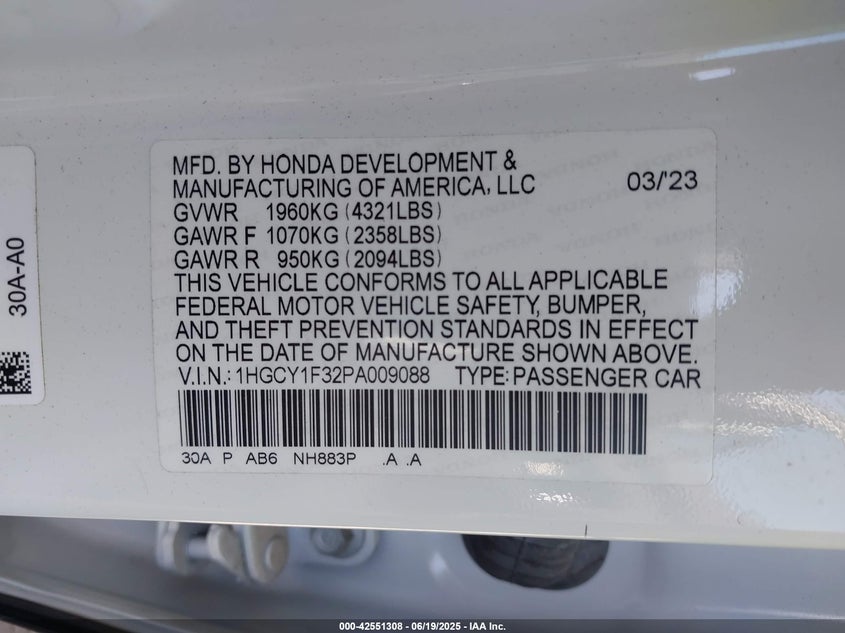 MFD. BY HONDA DEVELOPMENT &
MANUFACTURING OF AMERICA, LLC 03/'23
GVWR 1960KG (4321LBS)
GAWR F 1070KG (2358LBS)
GAWR R 950KG (2094LBS)
THIS VEHICLE CONFORMS TO ALL APPLICABLE
FEDERAL MOTOR VEHICLE SAFETY, BUMPER,
AND THEFT PREVENTION STANDARDS IN EFFECT
ON THE DATE OF MANUFACTURE SHOWN ABOVE.
V.I.N.: 1HGCY1F32PA009088 TYPE: PASSENGER CAR
30A P AB6 NH883P .A .A
30A-A0
000-42551308 - 06/19/2025 - IAA Inc.